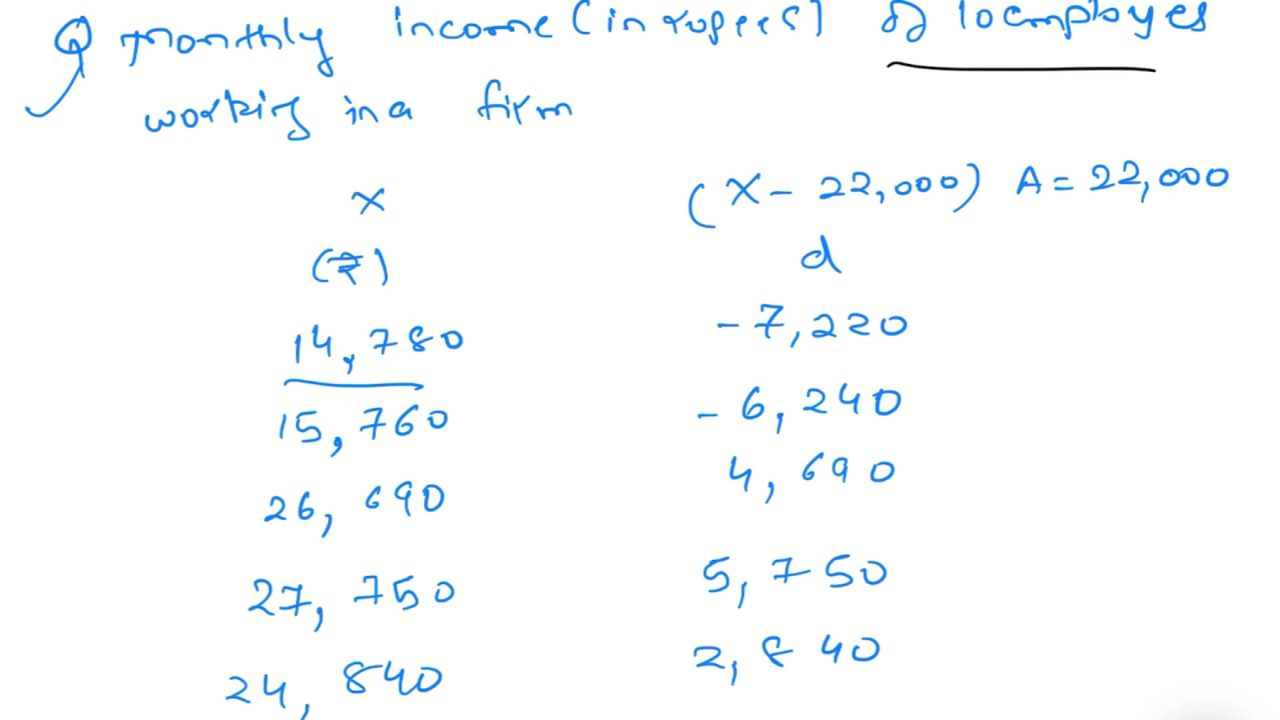 Q monthly income (in rupees) of 10 employes
working in a firm
x (x - 22,000) A = 22,000
(₹) d
14,780 - 7,220
15,760 - 6,240
26,690 4,690
27,750 5,750
24,840 2,840